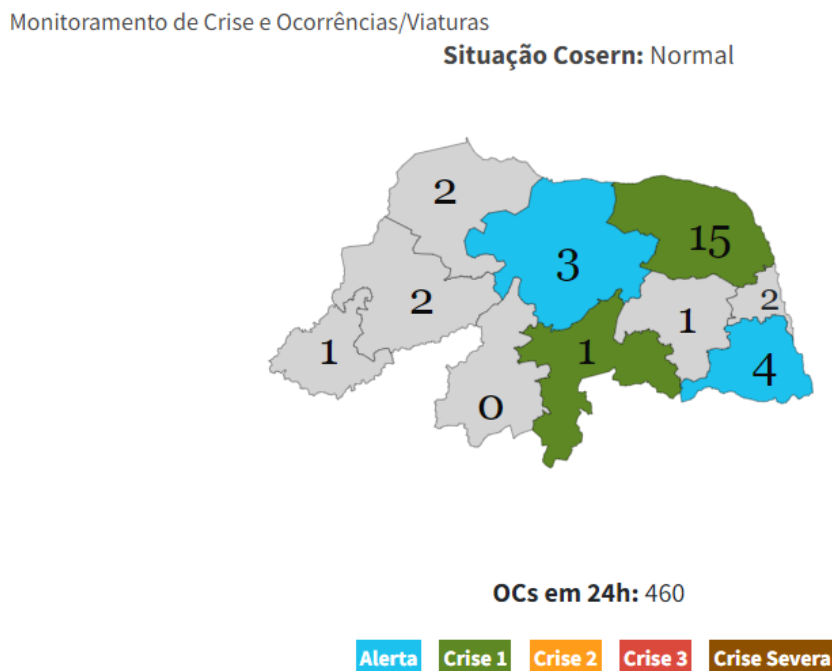 Monitoramento de Crise e Ocorrências/Viaturas
Situação Cosern: Normal
2
3
15
2
2
1
1
1
4
0
OCs em 24h: 460
Alerta Crise 1 Crise 2 Crise 3 Crise Severa